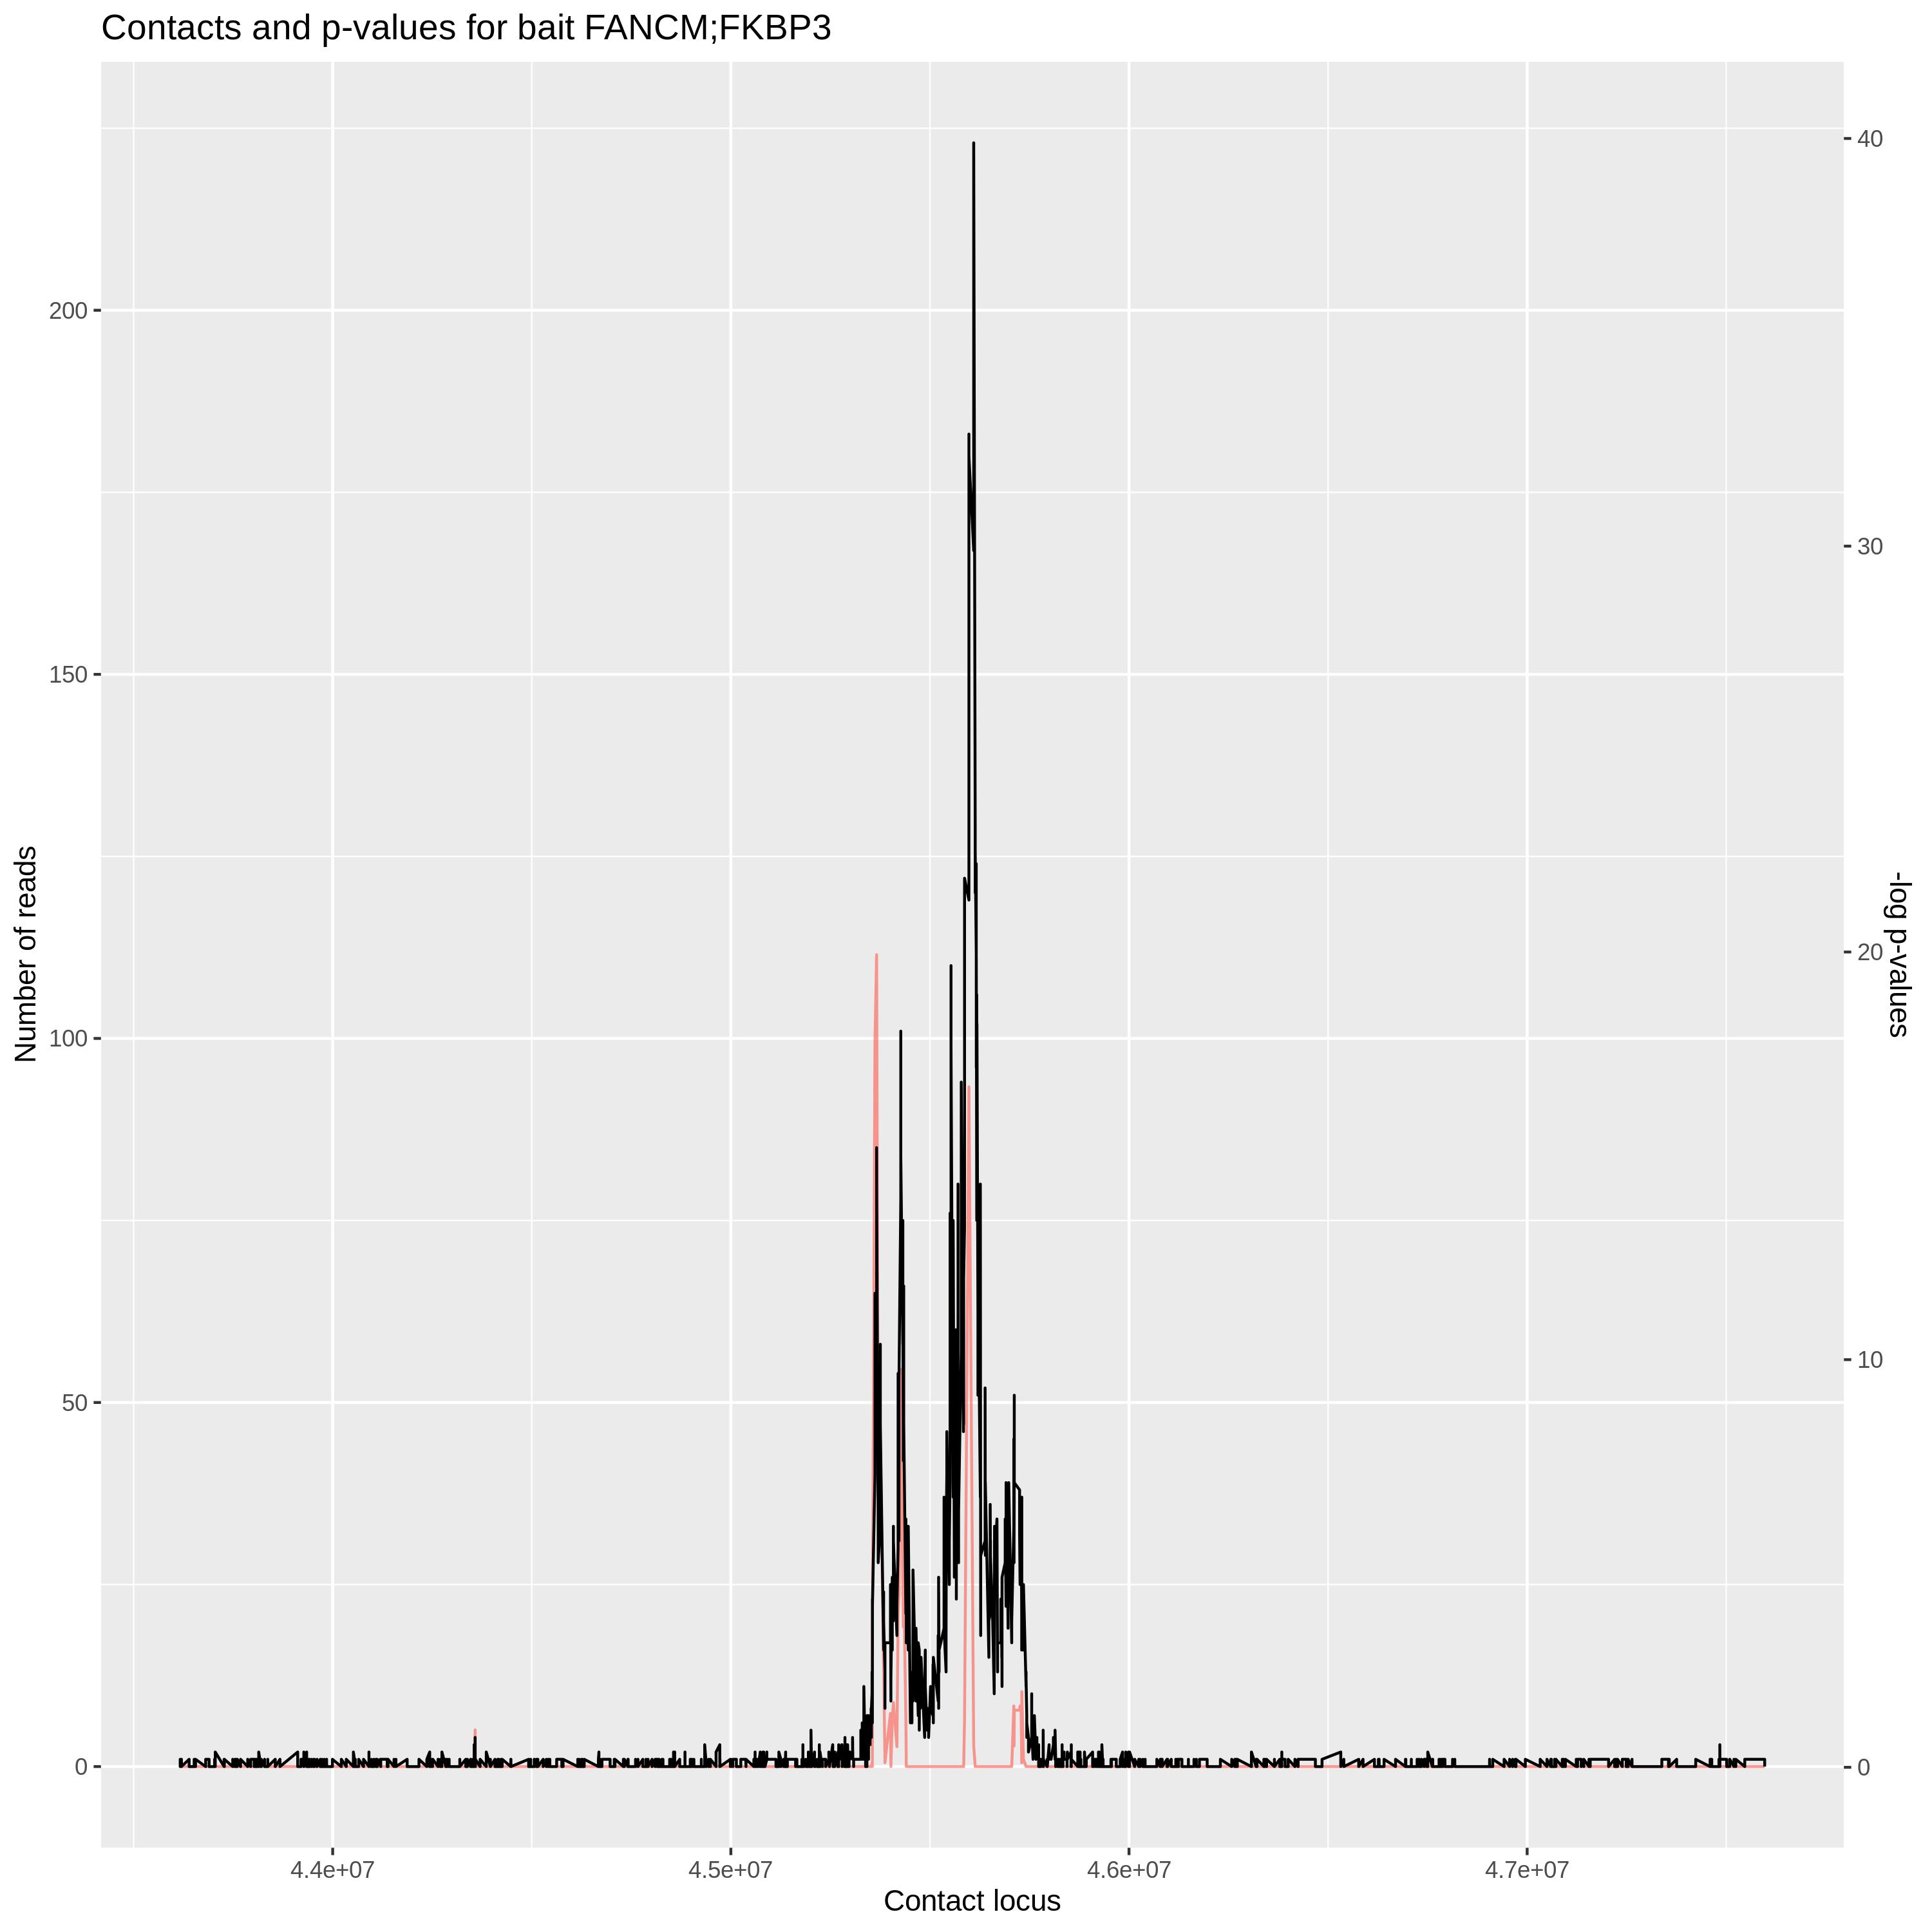 Contacts and p-values for bait FANCM;FKBP3
Number of reads
200
150
100
50
0
40
30
20
10
0
-log p-values
4.4e+07 4.5e+07 4.6e+07 4.7e+07
Contact locus